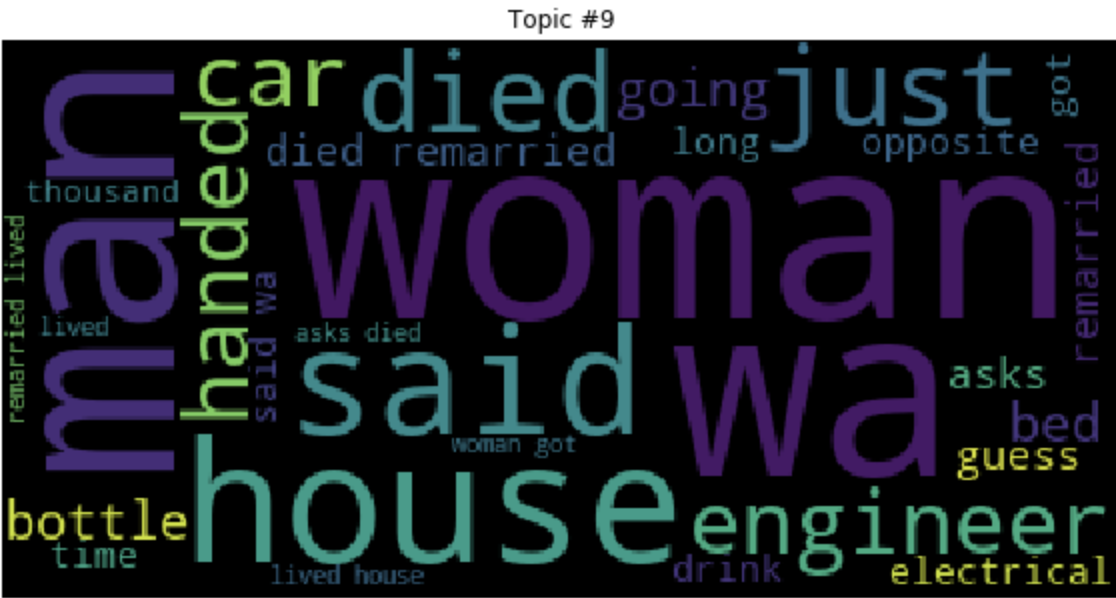 Topic #9
man
car
died
going
just
got
handed
died remarried
long
opposite
thousand
woman
remarried
remarried lived
lived
said wa
asks died
said
wa
asks
bed
woman got
guess
house
bottle
engineer
time
lived house
drink
electrical